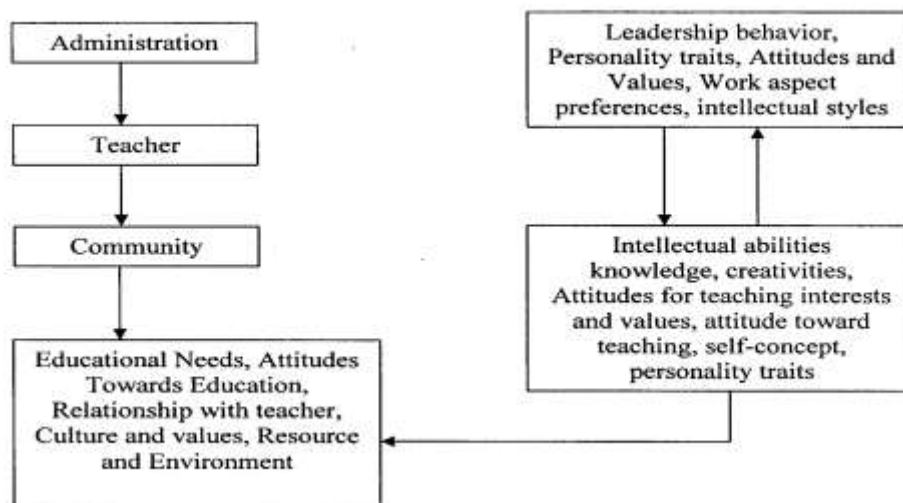 Administration
Teacher
Community
Educational Needs, Attitudes
Towards Education,
Relationship with teacher,
Culture and values, Resource
and Environment
Leadership behavior,
Personality traits, Attitudes and
Values, Work aspect
preferences, intellectual styles
Intellectual abilities
knowledge, creativities,
Attitudes for teaching interests
and values, attitude toward
teaching, self-concept,
personality traits